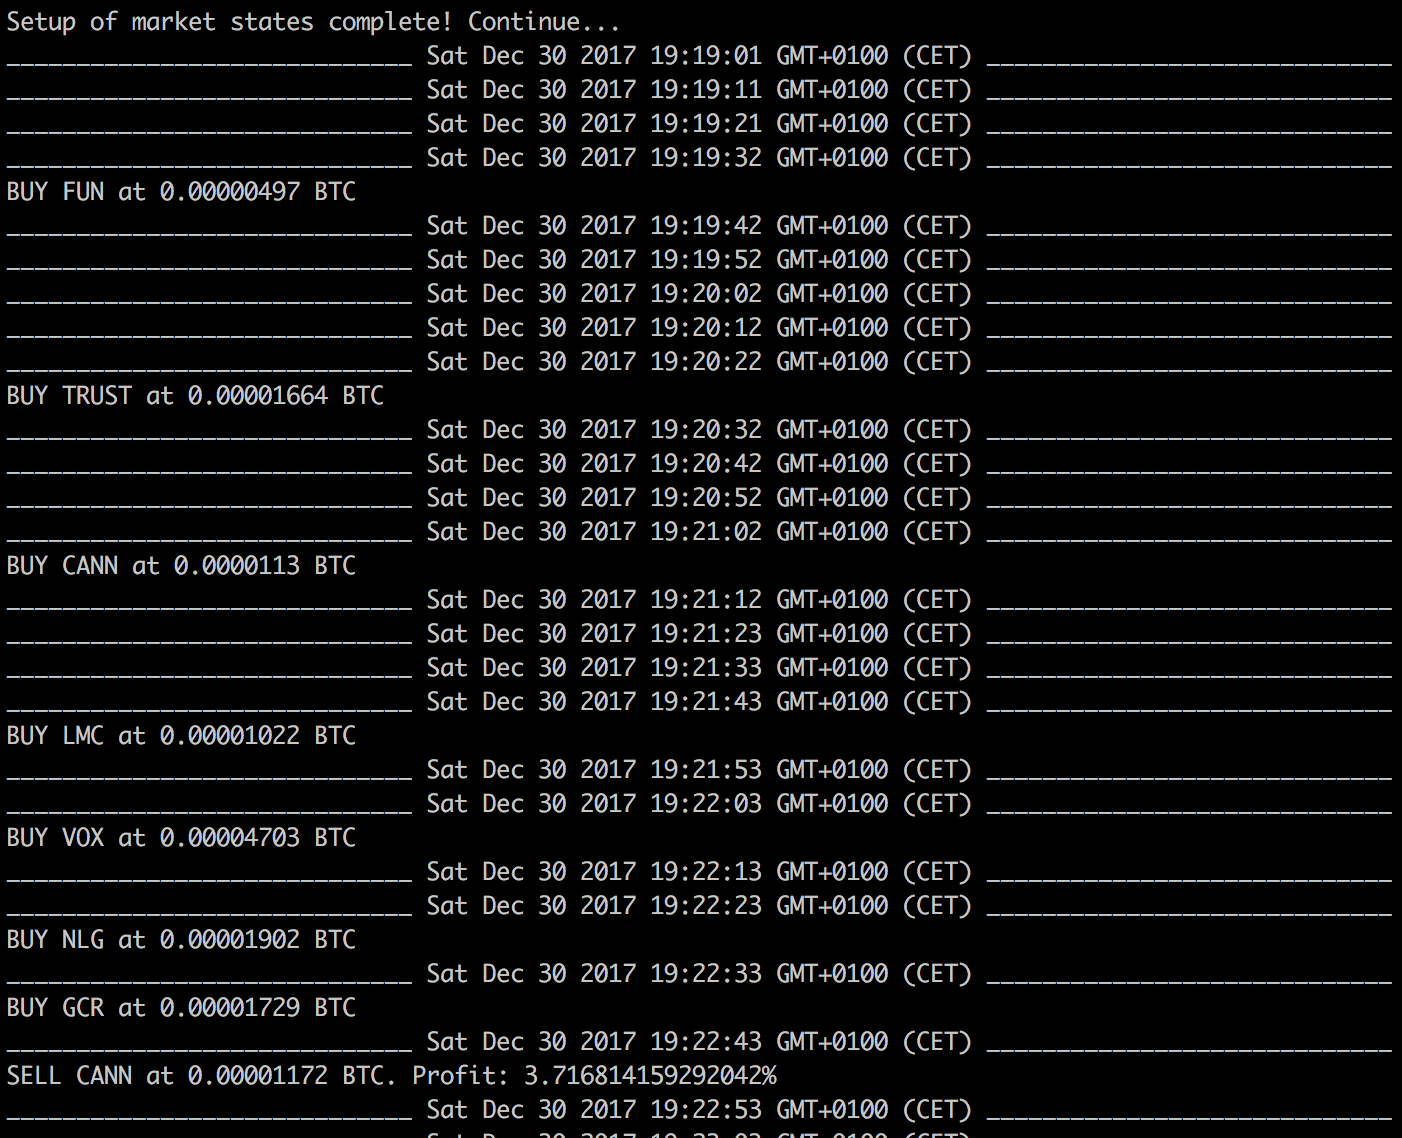 Setup of market states complete! Continue...
_____________________________ Sat Dec 30 2017 19:19:01 GMT+0100 (CET) _____________________________
_____________________________ Sat Dec 30 2017 19:19:11 GMT+0100 (CET) _____________________________
_____________________________ Sat Dec 30 2017 19:19:21 GMT+0100 (CET) _____________________________
_____________________________ Sat Dec 30 2017 19:19:32 GMT+0100 (CET) _____________________________
BUY FUN at 0.00000497 BTC
_____________________________ Sat Dec 30 2017 19:19:42 GMT+0100 (CET) _____________________________
_____________________________ Sat Dec 30 2017 19:19:52 GMT+0100 (CET) _____________________________
_____________________________ Sat Dec 30 2017 19:20:02 GMT+0100 (CET) _____________________________
_____________________________ Sat Dec 30 2017 19:20:12 GMT+0100 (CET) _____________________________
_____________________________ Sat Dec 30 2017 19:20:22 GMT+0100 (CET) _____________________________
BUY TRUST at 0.00001664 BTC
_____________________________ Sat Dec 30 2017 19:20:32 GMT+0100 (CET) _____________________________
_____________________________ Sat Dec 30 2017 19:20:42 GMT+0100 (CET) _____________________________
_____________________________ Sat Dec 30 2017 19:20:52 GMT+0100 (CET) _____________________________
_____________________________ Sat Dec 30 2017 19:21:02 GMT+0100 (CET) _____________________________
BUY CANN at 0.0000113 BTC
_____________________________ Sat Dec 30 2017 19:21:12 GMT+0100 (CET) _____________________________
_____________________________ Sat Dec 30 2017 19:21:23 GMT+0100 (CET) _____________________________
_____________________________ Sat Dec 30 2017 19:21:33 GMT+0100 (CET) _____________________________
_____________________________ Sat Dec 30 2017 19:21:43 GMT+0100 (CET) _____________________________
BUY LMC at 0.00001022 BTC
_____________________________ Sat Dec 30 2017 19:21:53 GMT+0100 (CET) _____________________________
_____________________________ Sat Dec 30 2017 19:22:03 GMT+0100 (CET) _____________________________
BUY VOX at 0.00004703 BTC
_____________________________ Sat Dec 30 2017 19:22:13 GMT+0100 (CET) _____________________________
_____________________________ Sat Dec 30 2017 19:22:23 GMT+0100 (CET) _____________________________
BUY NLG at 0.00001902 BTC
_____________________________ Sat Dec 30 2017 19:22:33 GMT+0100 (CET) _____________________________
BUY GCR at 0.00001729 BTC
_____________________________ Sat Dec 30 2017 19:22:43 GMT+0100 (CET) _____________________________
SELL CANN at 0.00001172 BTC. Profit: 3.716814159292042%
_____________________________ Sat Dec 30 2017 19:22:53 GMT+0100 (CET) _____________________________